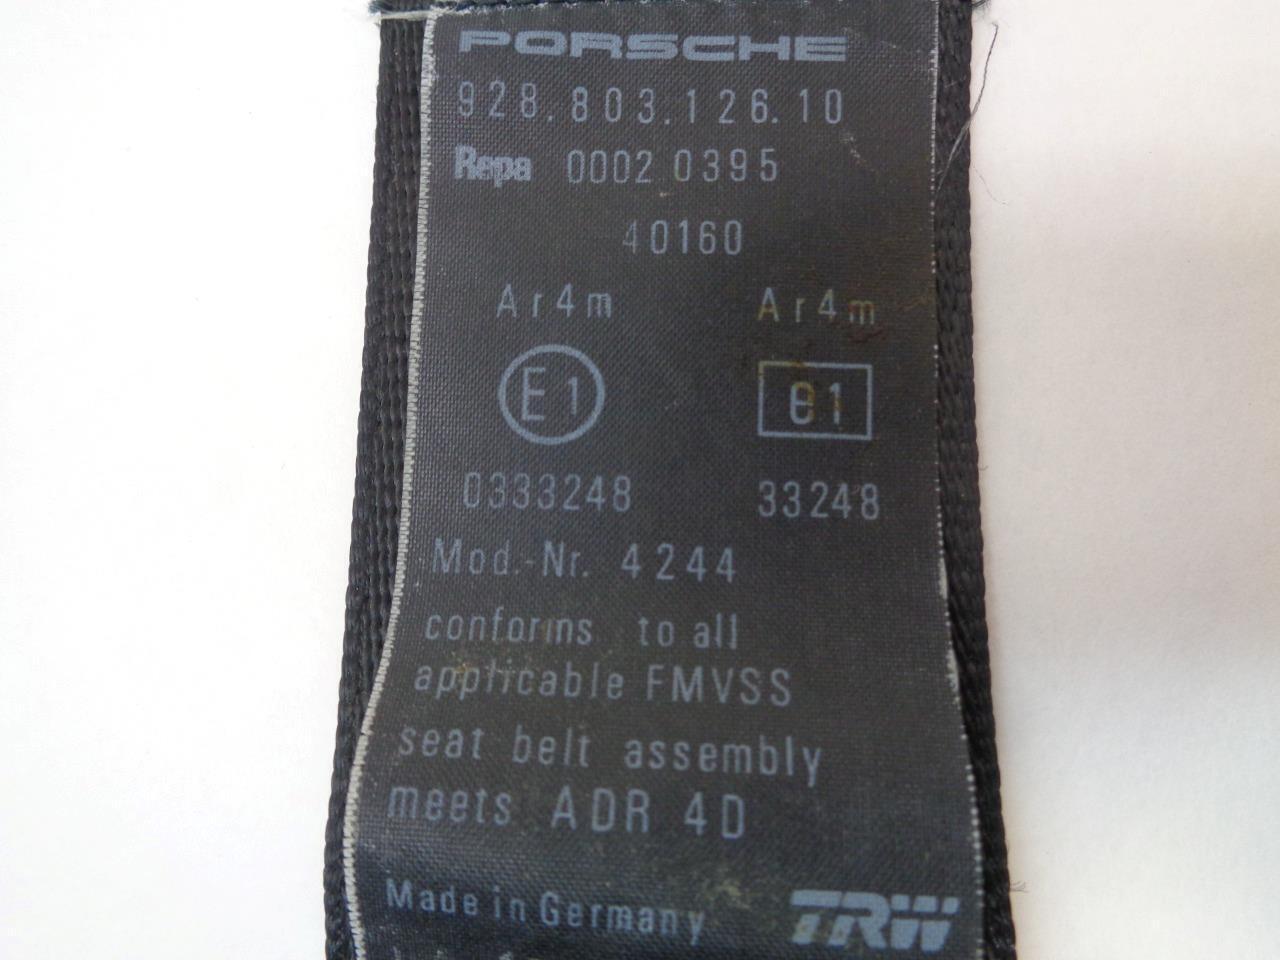 PORSCHE
928.803.126.10
Repa 0002 0395
40160
Ar4m Ar4m
E1 e1
0333248 33248
Mod.-Nr. 4244
conforms to all
applicable FMVSS
seat belt assembly
meets ADR 4D
Made in Germany TRW